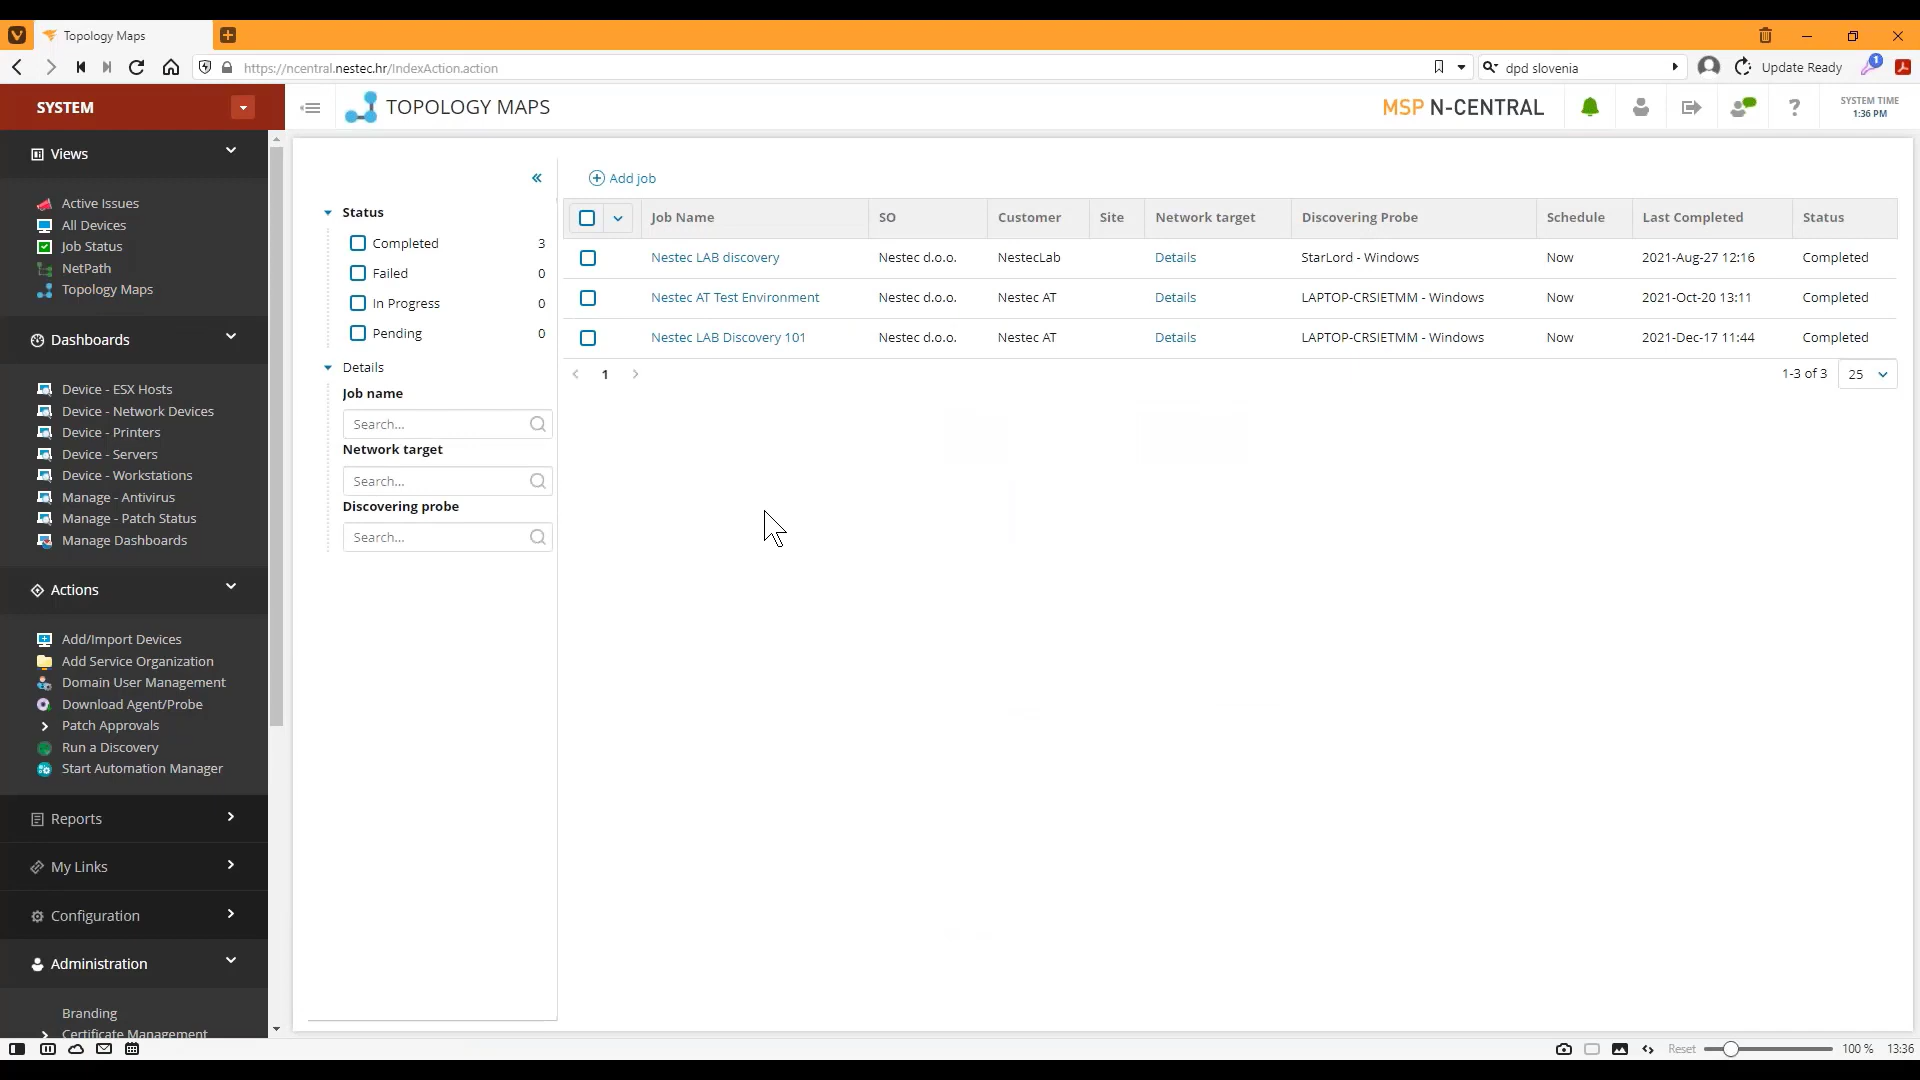 Topology Maps
https://ncentral.nestec.hr/IndexAction.action
dpd slovenia
Update Ready
1
SYSTEM
TOPOLOGY MAPS
MSP N-CENTRAL
?
SYSTEM TIME
1:36 PM
Views
Active Issues
All Devices
Job Status
NetPath
Topology Maps
Dashboards
Device - ESX Hosts
Device - Network Devices
Device - Printers
Device - Servers
Device - Workstations
Manage - Antivirus
Manage - Patch Status
Manage Dashboards
Actions
Add/Import Devices
Add Service Organization
Domain User Management
Download Agent/Probe
Patch Approvals
Run a Discovery
Start Automation Manager
Reports
My Links
Configuration
Administration
Branding
Certificate Management
Status
Completed 3
Failed 0
In Progress 0
Pending 0
Details
Job name
Search...
Network target
Search...
Discovering probe
Search...
Add job
Job Name SO Customer Site Network target Discovering Probe Schedule Last Completed Status
Nestec LAB discovery Nestec d.o.o. NestecLab Details StarLord - Windows Now 2021-Aug-27 12:16 Completed
Nestec AT Test Environment Nestec d.o.o. Nestec AT Details LAPTOP-CRSIETMM - Windows Now 2021-Oct-20 13:11 Completed
Nestec LAB Discovery 101 Nestec d.o.o. Nestec AT Details LAPTOP-CRSIETMM - Windows Now 2021-Dec-17 11:44 Completed
1
1-3 of 3 25
Reset 100 % 13:36